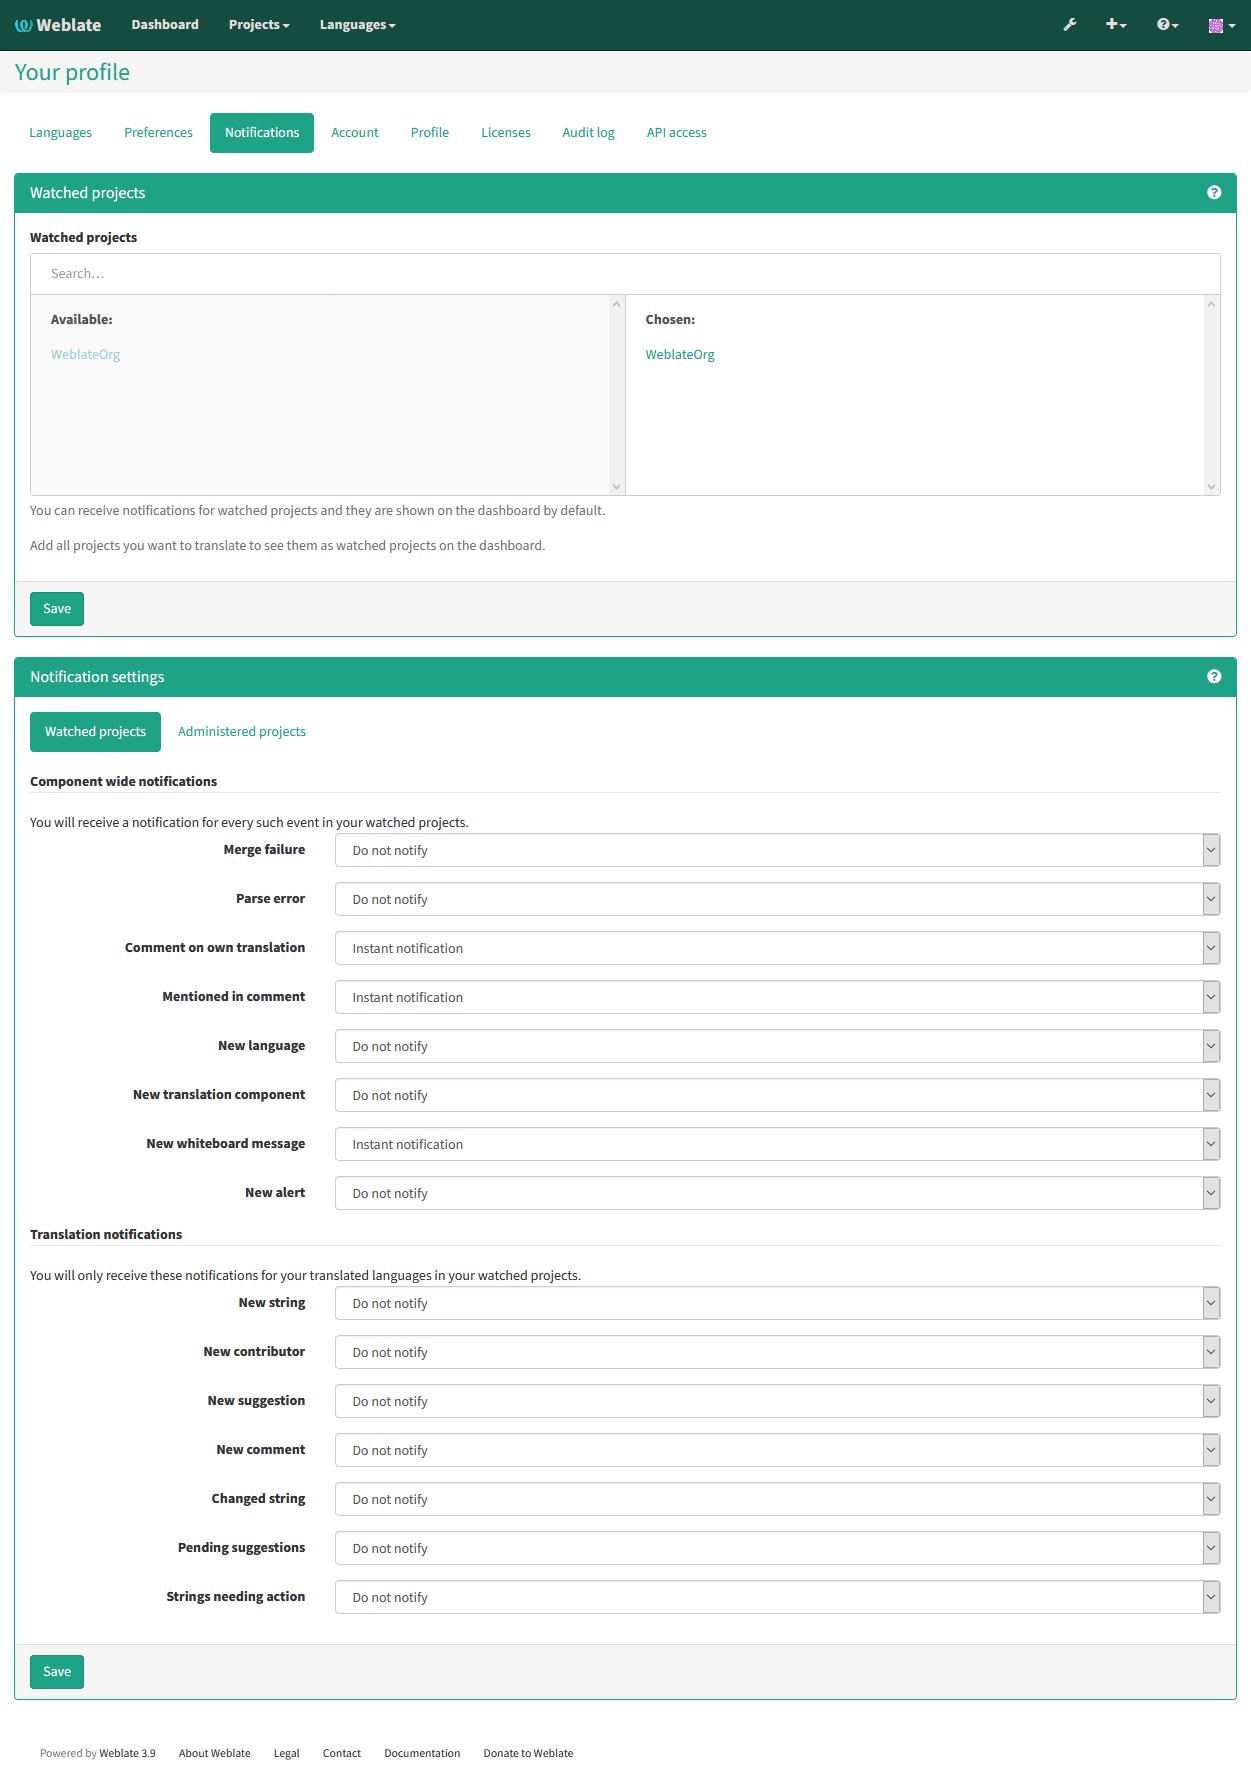 Weblate Dashboard Projects Languages
Your profile
Languages Preferences Notifications Account Profile Licenses Audit log API access
Watched projects
Watched projects
Search…
Available: Chosen:
WeblateOrg WeblateOrg
You can receive notifications for watched projects and they are shown on the dashboard by default.
Add all projects you want to translate to see them as watched projects on the dashboard.
Save
Notification settings
Watched projects Administered projects
Component wide notifications
You will receive a notification for every such event in your watched projects.
Merge failure Do not notify
Parse error Do not notify
Comment on own translation Instant notification
Mentioned in comment Instant notification
New language Do not notify
New translation component Do not notify
New whiteboard message Instant notification
New alert Do not notify
Translation notifications
You will only receive these notifications for your translated languages in your watched projects.
New string Do not notify
New contributor Do not notify
New suggestion Do not notify
New comment Do not notify
Changed string Do not notify
Pending suggestions Do not notify
Strings needing action Do not notify
Save
Powered by Weblate 3.9 About Weblate Legal Contact Documentation Donate to Weblate